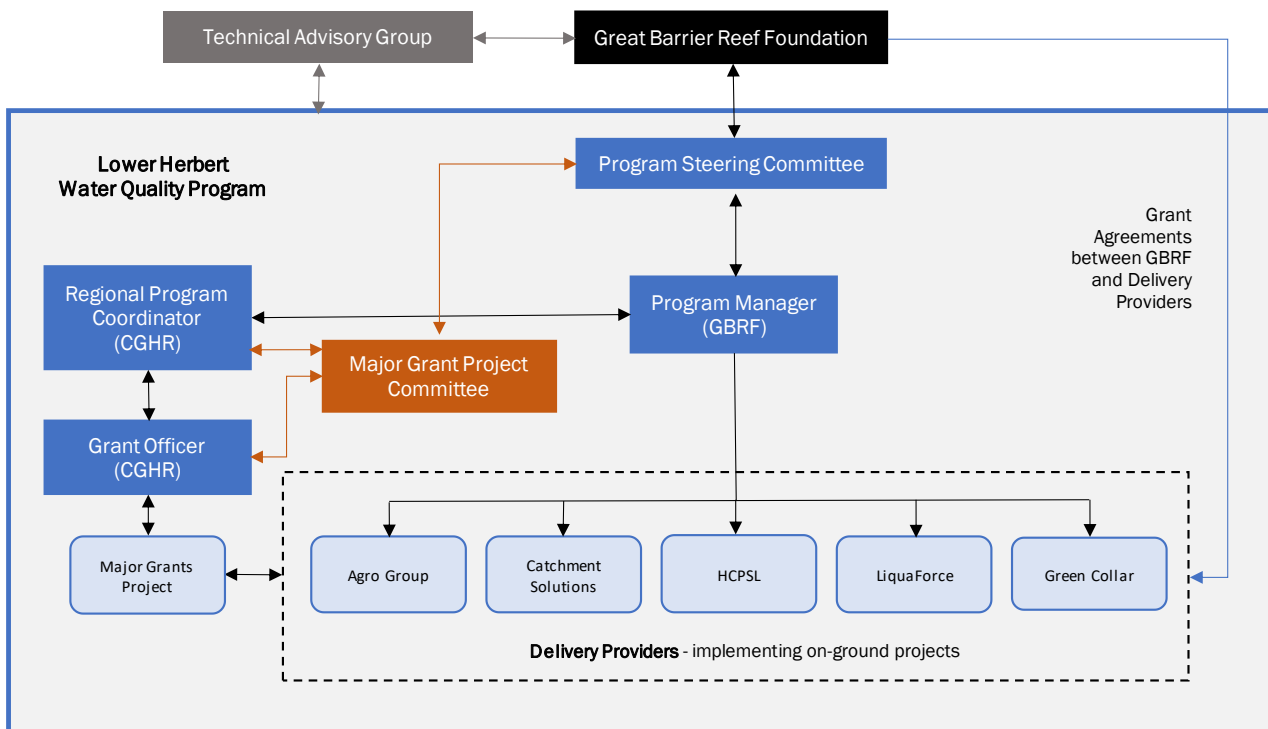 Technical Advisory Group
Great Barrier Reef Foundation
Lower Herbert
Water Quality Program
Program Steering Committee
Grant
Agreements
between GBRF
and Delivery
Providers
Regional Program
Coordinator
(CGHR)
Program Manager
(GBRF)
Major Grant Project
Committee
Grant Officer
(CGHR)
Major Grants
Project
Agro Group
Catchment
Solutions
HCPSL
LiquaForce
Green Collar
Delivery Providers - implementing on-ground projects